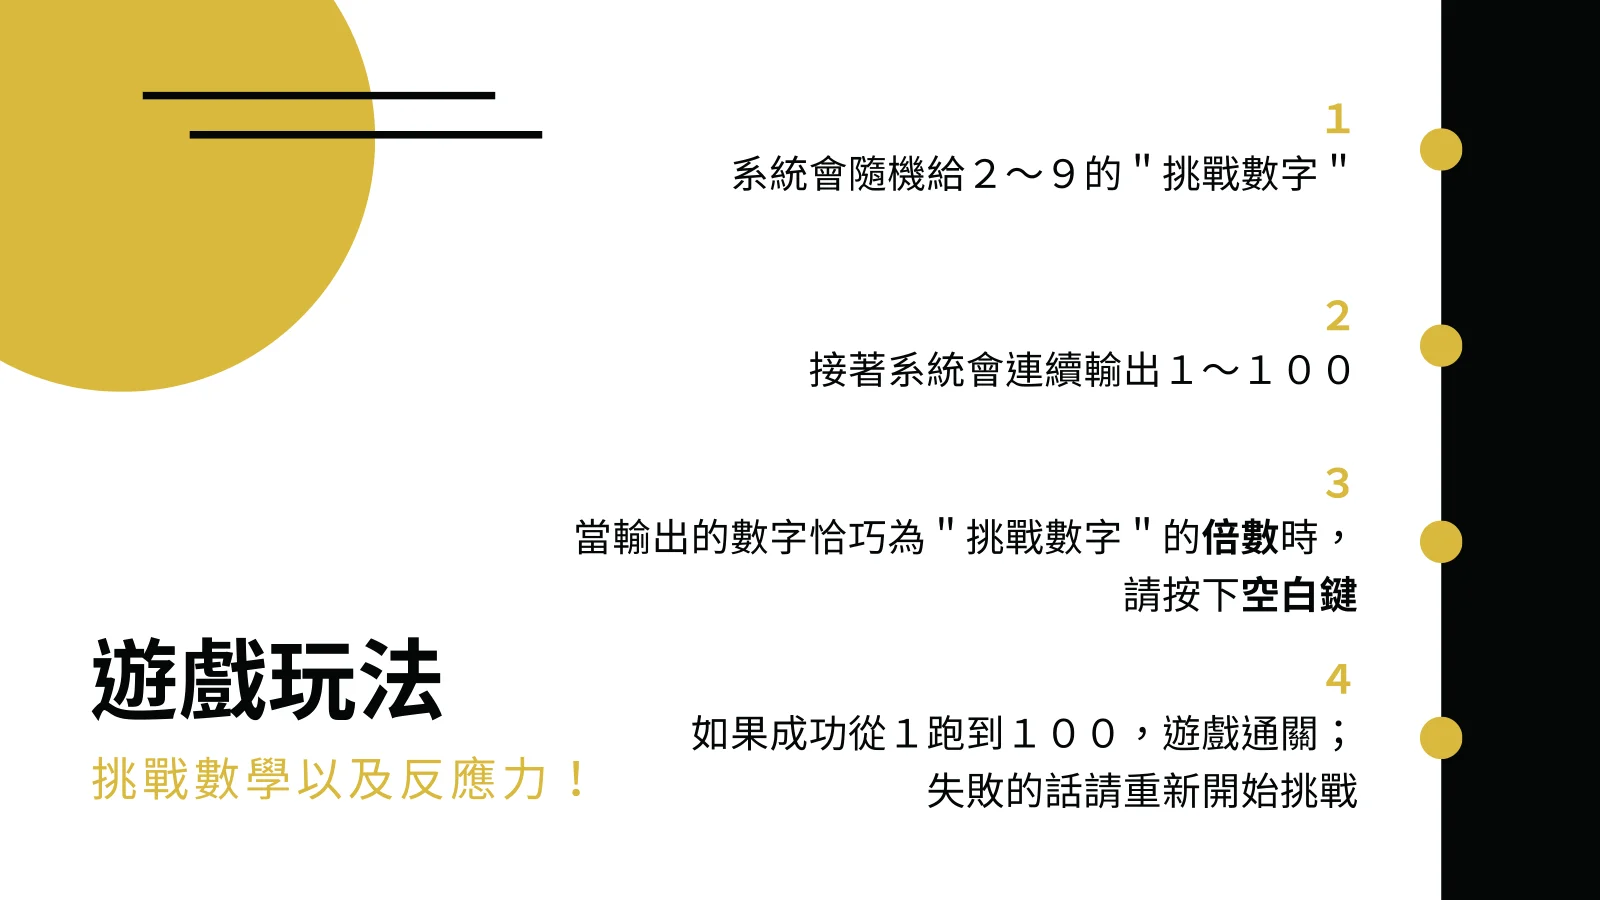 遊戲玩法
挑戰數學以及反應力！
1
系統會隨機給２～９的＂挑戰數字＂
2
接著系統會連續輸出１～１００
3
當輸出的數字恰巧為＂挑戰數字＂的倍數時，
請按下空白鍵
4
如果成功從１跑到１００，遊戲通關；
失敗的話請重新開始挑戰